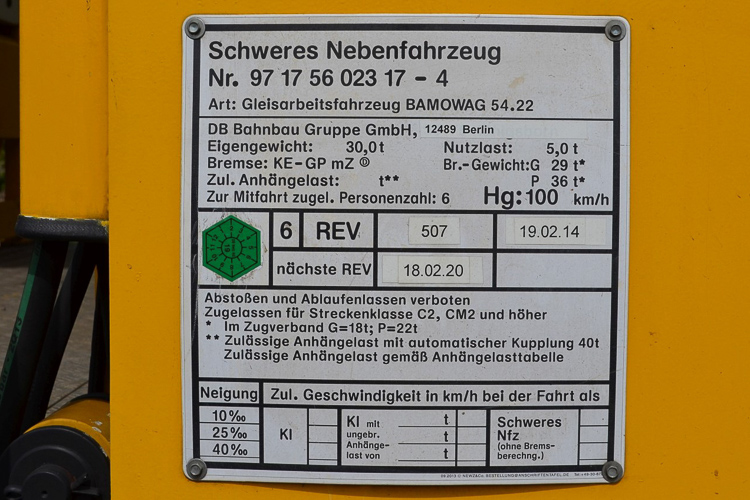 Schweres Nebenfahrzeug
Nr. 97 17 56 023 17 - 4
Art: Gleisarbeitsfahrzeug BAMOWAG 54.22
DB Bahnbau Gruppe GmbH, 12489 Berlin
Eigengewicht: 30,0 t Nutzlast: 5,0 t
Bremse: KE-GP mZ Br.-Gewicht: G 29 t*
Zul. Anhängelast: t** P 36 t*
Zur Mitfahrt zugel. Personenzahl: 6 Hg: 100 km/h
6 REV 507 19.02.14
nächste REV 18.02.20
Abstoßen und Ablaufenlassen verboten
Zugelassen für Streckenklasse C2, CM2 und höher
* Im Zugverband G=18t; P=22t
** Zulässige Anhängelast mit automatischer Kupplung 40t
Zulässige Anhängelast gemäß Anhängelasttabelle
Neigung Zul. Geschwindigkeit in km/h bei der Fahrt als
10‰
25‰
40‰
Kl
Kl mit t
ungebr. t
Anhänge-
last von t
Schweres
Nfz
(ohne Brems-
berechng.)